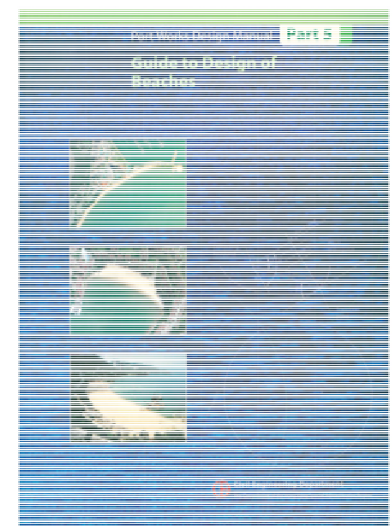 Port Works Design Manual Part 5
Guide to Design of
Beaches
Civil Engineering Department